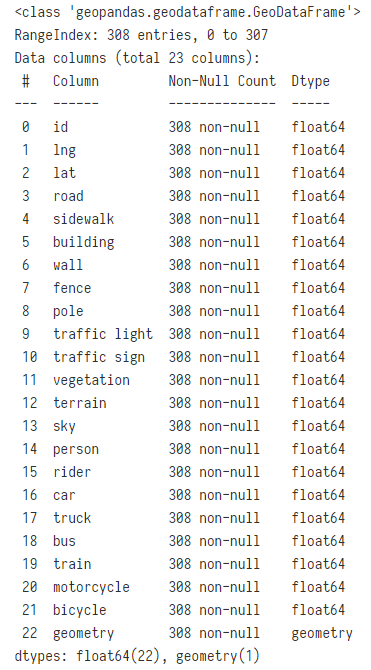 <class 'geopandas.geodataframe.GeoDataFrame'>
RangeIndex: 308 entries, 0 to 307
Data columns (total 23 columns):
 #   Column         Non-Null Count  Dtype
---  ------         --------------  -----
 0   id             308 non-null    float64
 1   lng            308 non-null    float64
 2   lat            308 non-null    float64
 3   road           308 non-null    float64
 4   sidewalk       308 non-null    float64
 5   building       308 non-null    float64
 6   wall           308 non-null    float64
 7   fence          308 non-null    float64
 8   pole           308 non-null    float64
 9   traffic light  308 non-null    float64
 10  traffic sign   308 non-null    float64
 11  vegetation     308 non-null    float64
 12  terrain        308 non-null    float64
 13  sky            308 non-null    float64
 14  person         308 non-null    float64
 15  rider          308 non-null    float64
 16  car            308 non-null    float64
 17  truck          308 non-null    float64
 18  bus            308 non-null    float64
 19  train          308 non-null    float64
 20  motorcycle     308 non-null    float64
 21  bicycle        308 non-null    float64
 22  geometry       308 non-null    geometry
dtypes: float64(22), geometry(1)